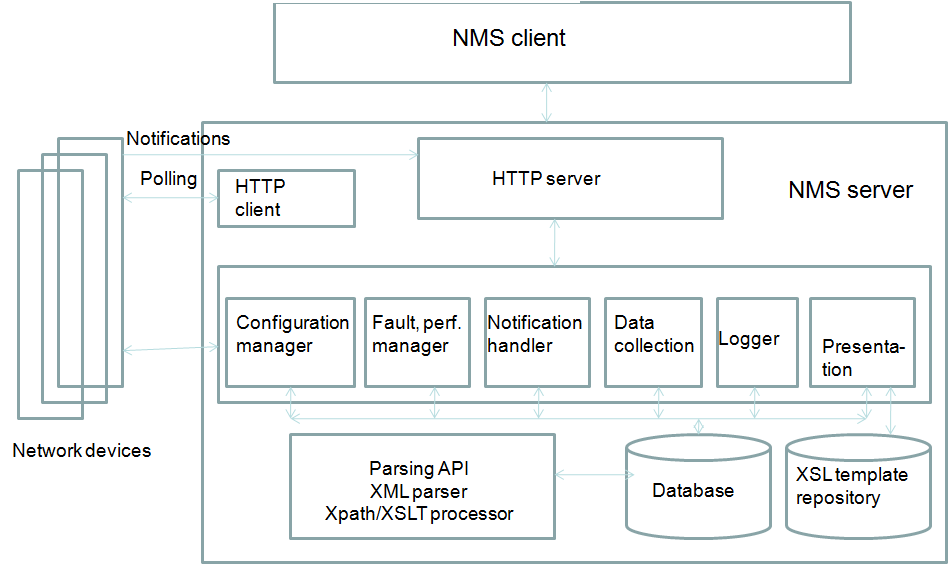 NMS client
Notifications
Polling
HTTP
client
HTTP server
NMS server
Configuration
manager
Fault, perf.
manager
Notification
handler
Data
collection
Logger
Presenta-
tion
Network devices
Parsing API
XML parser
Xpath/XSLT processor
Database
XSL template
repository